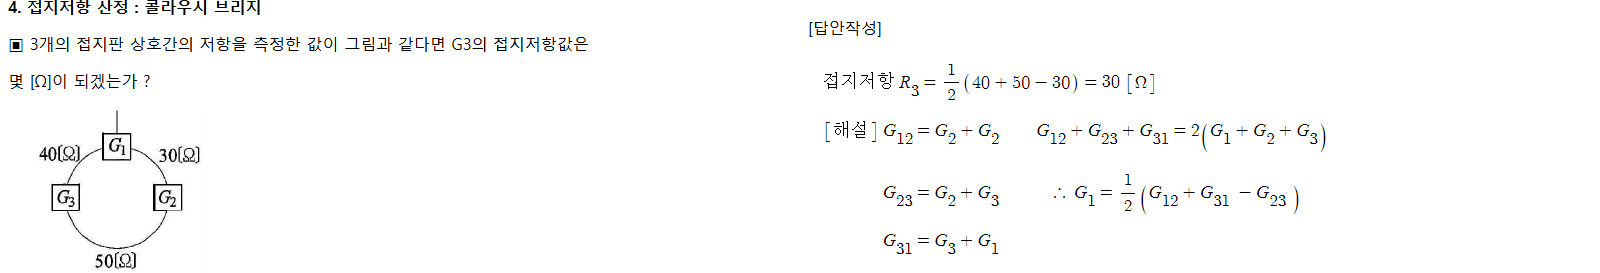 4. 접지저항 산정 : 콜라우시 브리지
▣ 3개의 접지판 상호간의 저항을 측정한 값이 그림과 같다면 G3의 접지저항값은
몇 [Ω]이 되겠는가 ?
G₁
40[Ω]
30[Ω]
G₃
G₂
50[Ω]
[답안작성]
접지저항 R₃ = 1/2 (40 + 50 − 30) = 30 [Ω]
[해설] G₁₂ = G₂ + G₂ G₁₂ + G₂₃ + G₃₁ = 2(G₁ + G₂ + G₃)
G₂₃ = G₂ + G₃ ∴ G₁ = 1/2 (G₁₂ + G₃₁ − G₂₃)
G₃₁ = G₃ + G₁